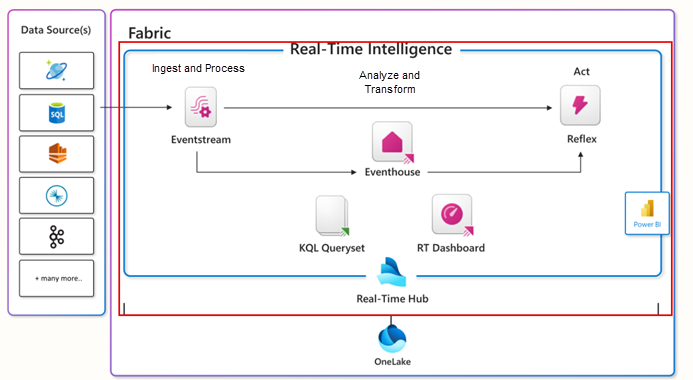 Data Source(s)
SQL
+ many more..
Fabric
Real-Time Intelligence
Ingest and Process
Analyze and
Transform
Act
Eventstream
Reflex
Eventhouse
KQL Queryset
RT Dashboard
Power BI
Real-Time Hub
OneLake